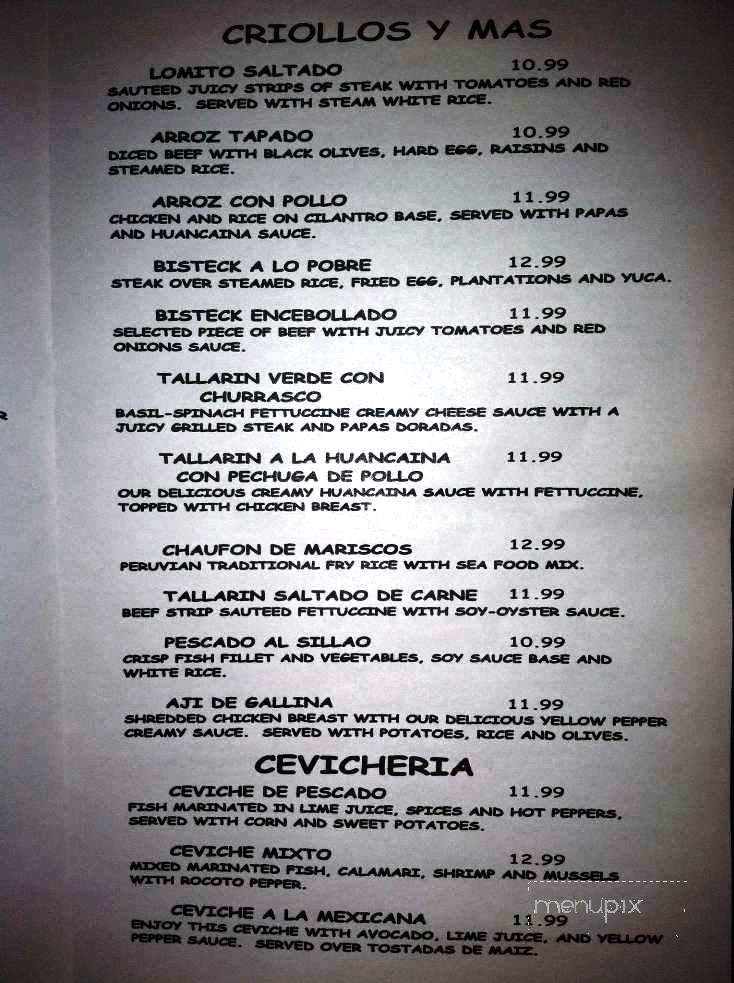 CRIOLLOS Y MAS
LOMITO SALTADO 10.99
SAUTEED JUICY STRIPS OF STEAK WITH TOMATOES AND RED
ONIONS. SERVED WITH STEAM WHITE RICE.
ARROZ TAPADO 10.99
DICED BEEF WITH BLACK OLIVES, HARD EGG, RAISINS AND
STEAMED RICE.
ARROZ CON POLLO 11.99
CHICKEN AND RICE ON CILANTRO BASE, SERVED WITH PAPAS
AND HUANCAINA SAUCE.
BISTECK A LO POBRE 12.99
STEAK OVER STEAMED RICE, FRIED EGG, PLANTATIONS AND YUCA.
BISTECK ENCEBOLLADO 11.99
SELECTED PIECE OF BEEF WITH JUICY TOMATOES AND RED
ONIONS SAUCE.
TALLARIN VERDE CON 11.99
CHURRASCO
BASIL-SPINACH FETTUCCINE CREAMY CHEESE SAUCE WITH A
JUICY GRILLED STEAK AND PAPAS DORADAS.
TALLARIN A LA HUANCAINA 11.99
CON PECHUGA DE POLLO
OUR DELICIOUS CREAMY HUANCAINA SAUCE WITH FETTUCCINE,
TOPPED WITH CHICKEN BREAST.
CHAUFON DE MARISCOS 12.99
PERUVIAN TRADITIONAL FRY RICE WITH SEA FOOD MIX.
TALLARIN SALTADO DE CARNE 11.99
BEEF STRIP SAUTEED FETTUCCINE WITH SOY-OYSTER SAUCE.
PESCADO AL SILLAO 10.99
CRISP FISH FILLET AND VEGETABLES, SOY SAUCE BASE AND
WHITE RICE.
AJI DE GALLINA 11.99
SHREDDED CHICKEN BREAST WITH OUR DELICIOUS YELLOW PEPPER
CREAMY SAUCE. SERVED WITH POTATOES, RICE AND OLIVES.
CEVICHERIA
CEVICHE DE PESCADO 11.99
FISH MARINATED IN LIME JUICE, SPICES AND HOT PEPPERS,
SERVED WITH CORN AND SWEET POTATOES.
CEVICHE MIXTO 12.99
MIXED MARINATED FISH, CALAMARI, SHRIMP AND MUSSELS
WITH ROCOTO PEPPER.
CEVICHE A LA MEXICANA 11.99
ENJOY THIS CEVICHE WITH AVOCADO, LIME JUICE, AND YELLOW
PEPPER SAUCE. SERVED OVER TOSTADAS DE MAIZ.
menupix